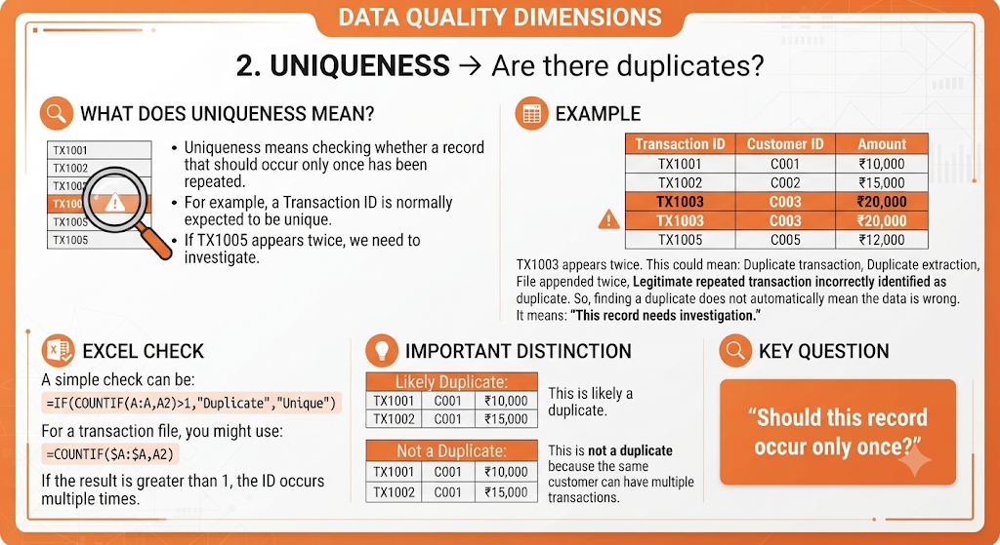 DATA QUALITY DIMENSIONS
2. UNIQUENESS → Are there duplicates?
WHAT DOES UNIQUENESS MEAN?
TX1001
TX1002
TX1003
TX100
TX1005
TX1005
• Uniqueness means checking whether a record
that should occur only once has been
repeated.
• For example, a Transaction ID is normally
expected to be unique.
• If TX1005 appears twice, we need to
investigate.
EXAMPLE
Transaction ID Customer ID Amount
TX1001 C001 ₹10,000
TX1002 C002 ₹15,000
TX1003 C003 ₹20,000
TX1003 C003 ₹20,000
TX1005 C005 ₹12,000
TX1003 appears twice. This could mean: Duplicate transaction, Duplicate extraction,
File appended twice, Legitimate repeated transaction incorrectly identified as
duplicate. So, finding a duplicate does not automatically mean the data is wrong.
It means: “This record needs investigation.”
EXCEL CHECK
A simple check can be:
=IF(COUNTIF(A:A,A2)>1,"Duplicate","Unique")
For a transaction file, you might use:
=COUNTIF($A:$A,A2)
If the result is greater than 1, the ID occurs
multiple times.
IMPORTANT DISTINCTION
Likely Duplicate:
TX1001 C001 ₹10,000
TX1002 C001 ₹15,000
This is likely a
duplicate.
Not a Duplicate:
TX1001 C001 ₹10,000
TX1002 C001 ₹15,000
This is not a duplicate
because the same
customer can have multiple
transactions.
KEY QUESTION
“Should this record
occur only once?”